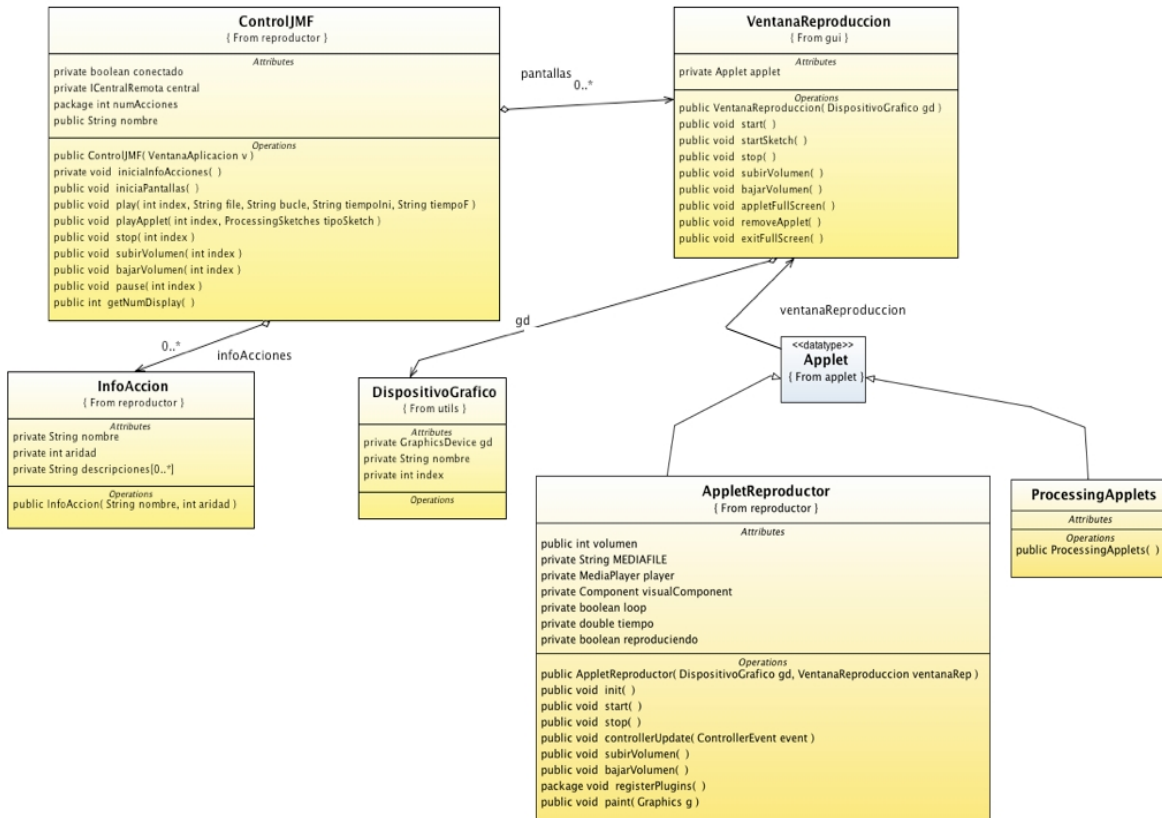 ControlJMF
{ From reproductor }
Attributes
private boolean conectado
private ICentralRemota central
package int numAcciones
public String nombre
Operations
public ControlJMF( VentanaAplicacion v )
private void iniciaInfoAcciones( )
public void iniciaPantallas( )
public void play( int index, String file, String bucle, String tiempoIni, String tiempoF )
public void playApplet( int index, ProcessingSketches tipoSketch )
public void stop( int index )
public void subirVolumen( int index )
public void bajarVolumen( int index )
public void pause( int index )
public int getNumDisplay( )
pantallas
0..*
VentanaReproduccion
{ From gui }
Attributes
private Applet applet
Operations
public VentanaReproduccion( DispositivoGrafico gd )
public void start( )
public void startSketch( )
public void stop( )
public void subirVolumen( )
public void bajarVolumen( )
public void appletFullScreen( )
public void removeApplet( )
public void exitFullScreen( )
gd
ventanaReproduccion
0..*
infoAcciones
<<datatype>>
Applet
{ From applet }
InfoAccion
{ From reproductor }
Attributes
private String nombre
private int aridad
private String descripciones[0..*]
Operations
public InfoAccion( String nombre, int aridad )
DispositivoGrafico
{ From utils }
Attributes
private GraphicsDevice gd
private String nombre
private int index
Operations
AppletReproductor
{ From reproductor }
Attributes
public int volumen
private String MEDIAFILE
private MediaPlayer player
private Component visualComponent
private boolean loop
private double tiempo
private boolean reproduciendo
Operations
public AppletReproductor( DispositivoGrafico gd, VentanaReproduccion ventanaRep )
public void init( )
public void start( )
public void stop( )
public void controllerUpdate( ControllerEvent event )
public void subirVolumen( )
public void bajarVolumen( )
package void registerPlugins( )
public void paint( Graphics g )
ProcessingApplets
Attributes
Operations
public ProcessingApplets( )